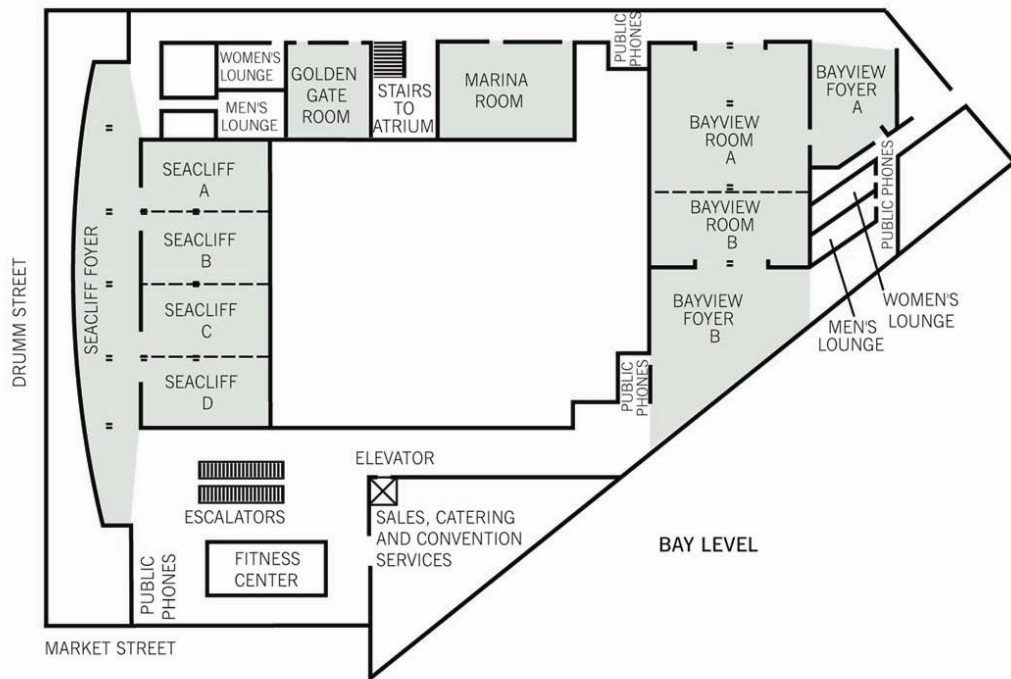 PUBLIC
PHONES
WOMEN'S
LOUNGE
GOLDEN
GATE
ROOM
STAIRS
TO
ATRIUM
MARINA
ROOM
BAYVIEW
FOYER
A
MEN'S
LOUNGE
BAYVIEW
ROOM
A
SEACLIFF
A
PUBLIC PHONES
SEACLIFF
B
BAYVIEW
ROOM
B
SEACLIFF FOYER
DRUMM STREET
SEACLIFF
C
BAYVIEW
FOYER
B
WOMEN'S
LOUNGE
MEN'S
LOUNGE
SEACLIFF
D
PUBLIC
PHONES
ELEVATOR
ESCALATORS
SALES, CATERING
AND CONVENTION
SERVICES
BAY LEVEL
FITNESS
CENTER
PUBLIC
PHONES
MARKET STREET